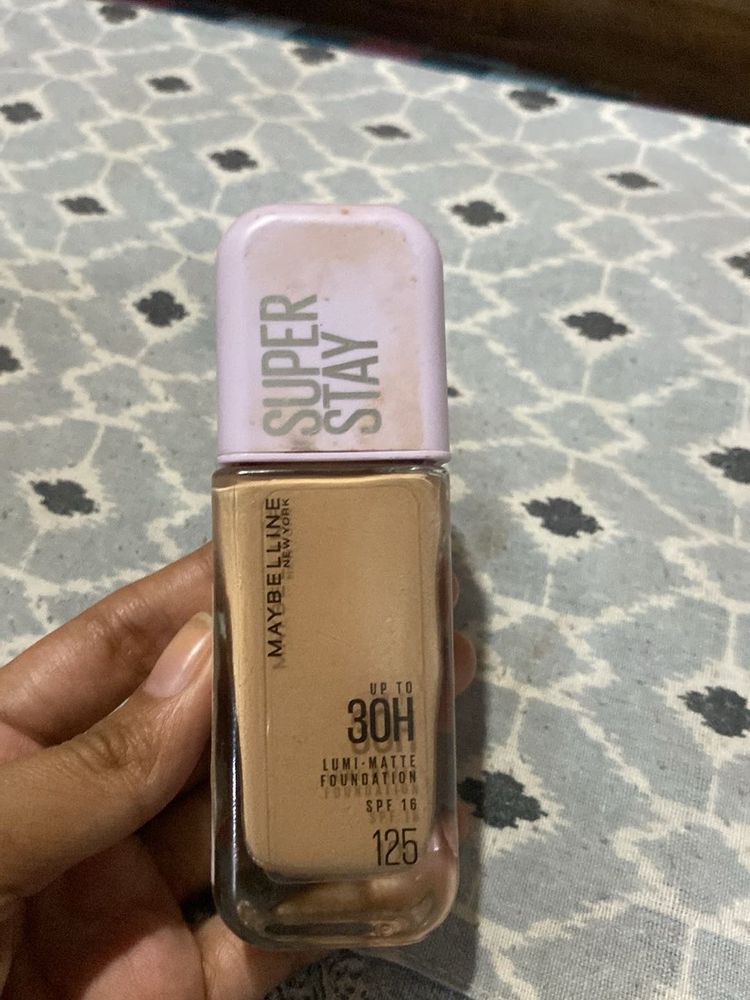 SUPER
STAY
MAYBELLINE
NEW YORK
UP TO
30H
LUMI-MATTE
FOUNDATION
SPF 16
125